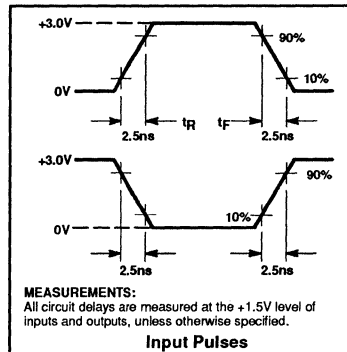 +3.0V
90%
10%
0V
tR tF
2.5ns 2.5ns
+3.0V
90%
10%
0V
2.5ns 2.5ns
MEASUREMENTS:
All circuit delays are measured at the +1.5V level of
inputs and outputs, unless otherwise specified.
Input Pulses